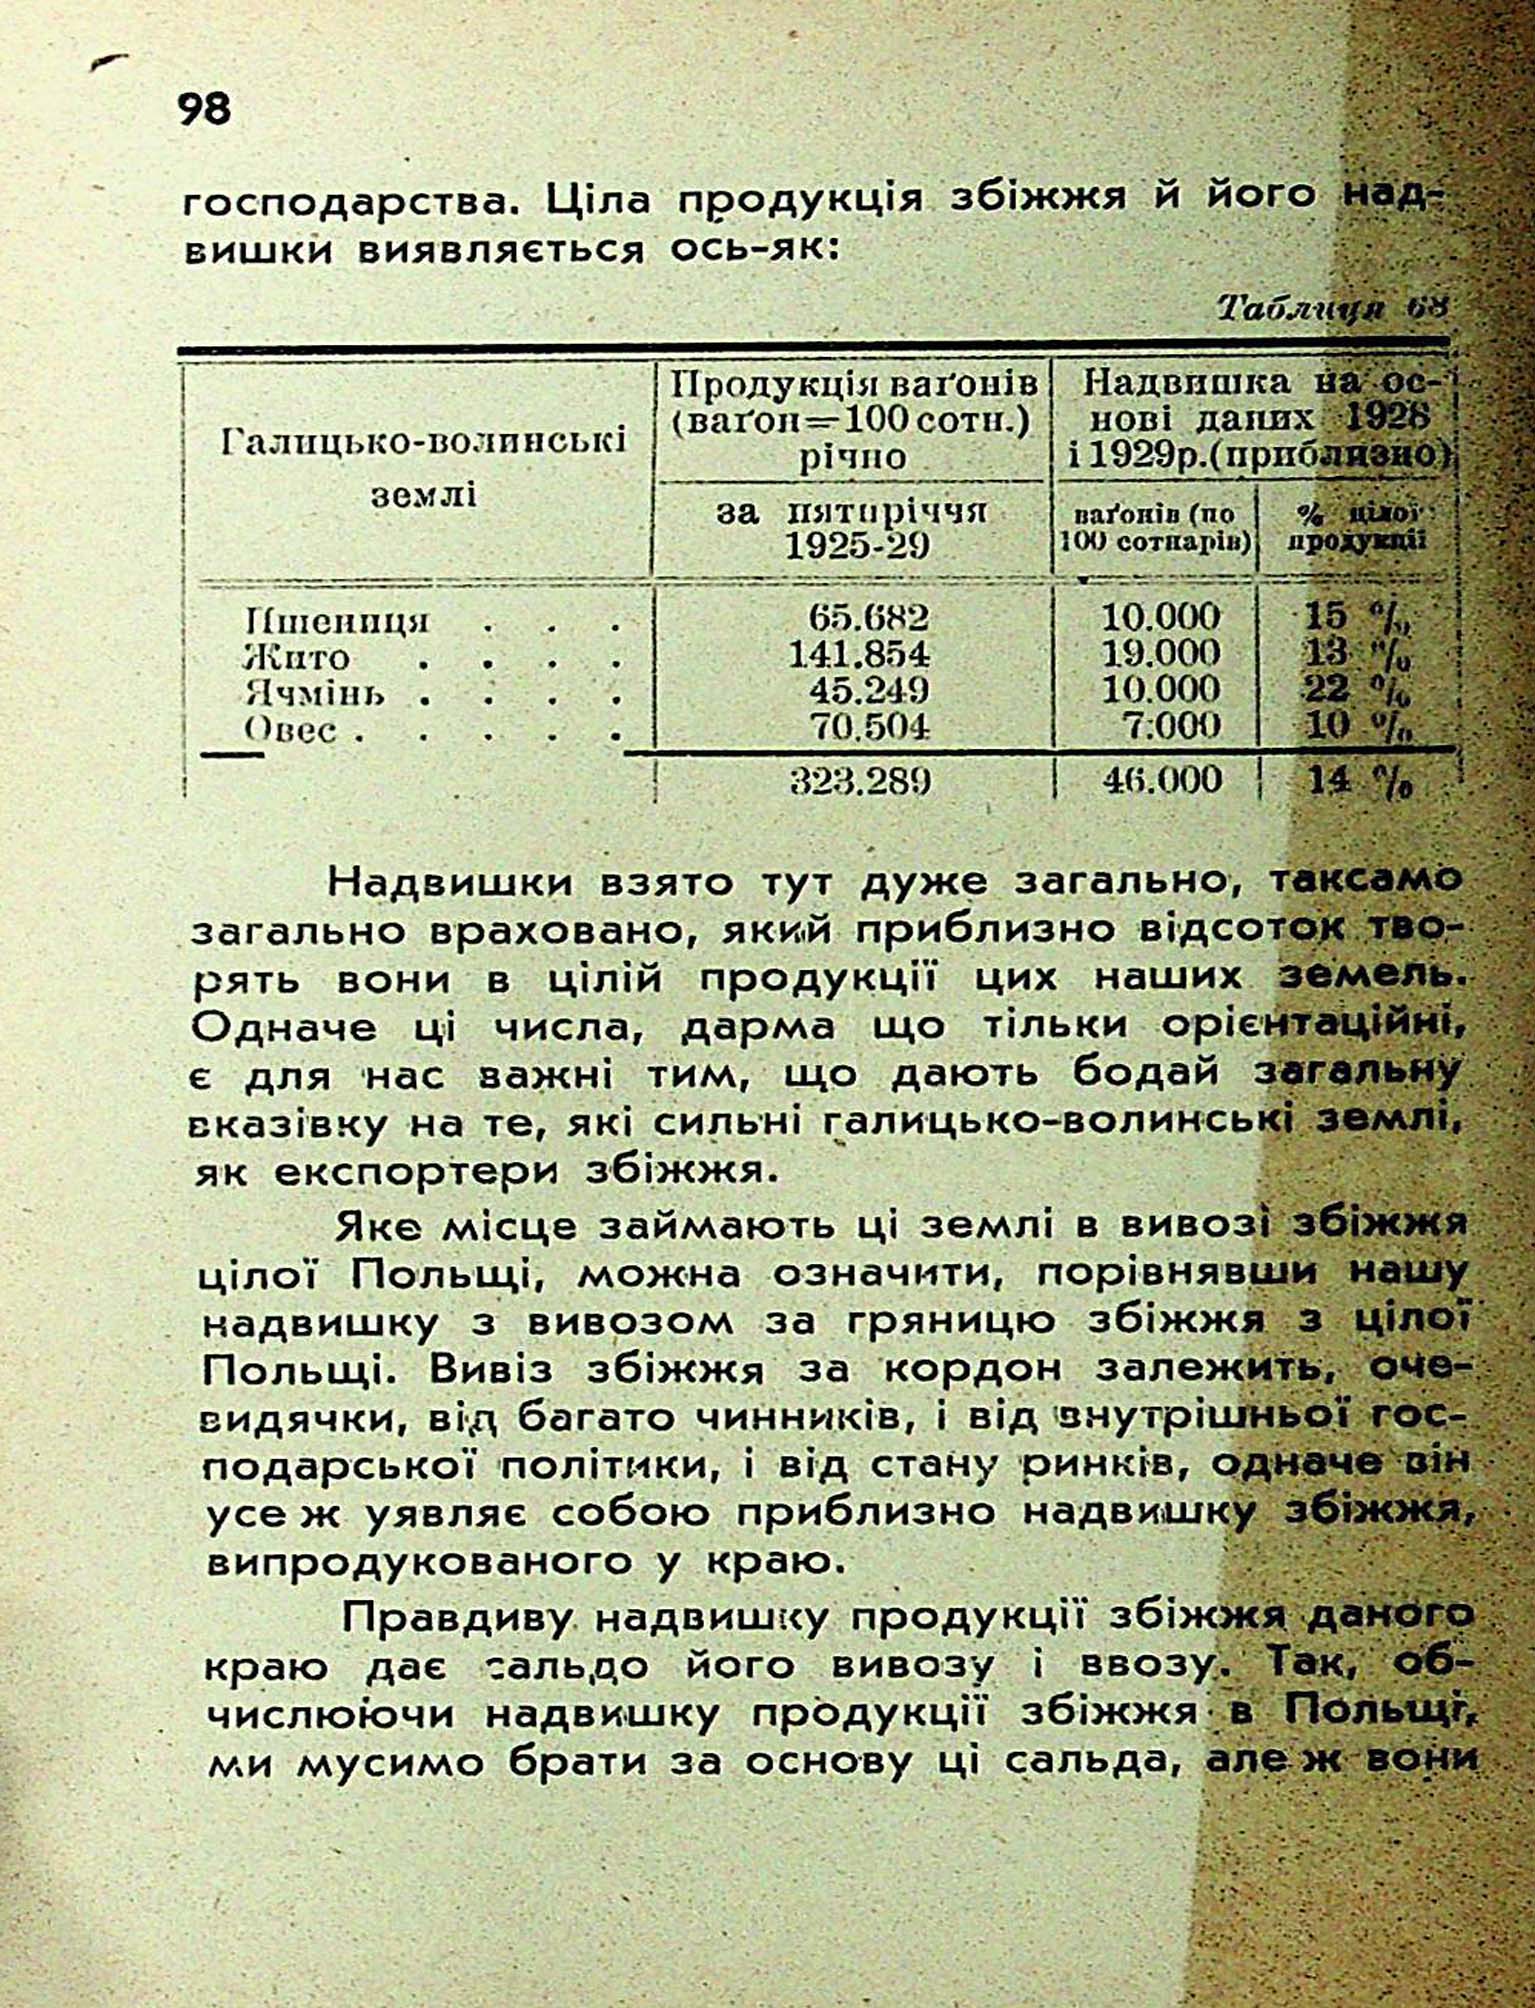 98
господарства. Ціла продукція збіжжя й його над-
вишки виявляється ось-як:
Таблиця 68
Галицько-волинські
землі
Продукція ваґонів
(ваґон=100 сотн.)
річно
за пятиріччя
1925-29
Надвишка на ос-
нові даних 1928
і 1929р.(приблизно)
ваґонів (по
100 сотнарів)
% цілої
продукції
Пшениця . . . 65.682 10.000 15 %
Жито . . . . 141.854 19.000 13 %
Ячмінь . . . . 45.249 10.000 22 %
Овес . . . . . 70.504 7.000 10 %
323.289 46.000 14 %
Надвишки взято тут дуже загально, таксамо
загально враховано, який приблизно відсоток тво-
рять вони в цілій продукції цих наших земель.
Одначе ці числа, дарма що тільки орієнтаційні,
є для нас важні тим, що дають бодай загальну
вказівку на те, які сильні галицько-волинські землі,
як експортери збіжжя.
Яке місце займають ці землі в вивозі збіжжя
цілої Польщі, можна означити, порівнявши нашу
надвишку з вивозом за гряницю збіжжя з цілої
Польщі. Вивіз збіжжя за кордон залежить, оче-
видячки, від багато чинників, і від внутрішньої гос-
подарської політики, і від стану ринків, одначе він
усе ж уявляє собою приблизно надвишку збіжжя,
випродукованого у краю.
Правдиву надвишку продукції збіжжя даного
краю дає сальдо його вивозу і ввозу. Так, об-
числюючи надвишку продукції збіжжя в Польщі,
ми мусимо брати за основу ці сальда, але ж вони